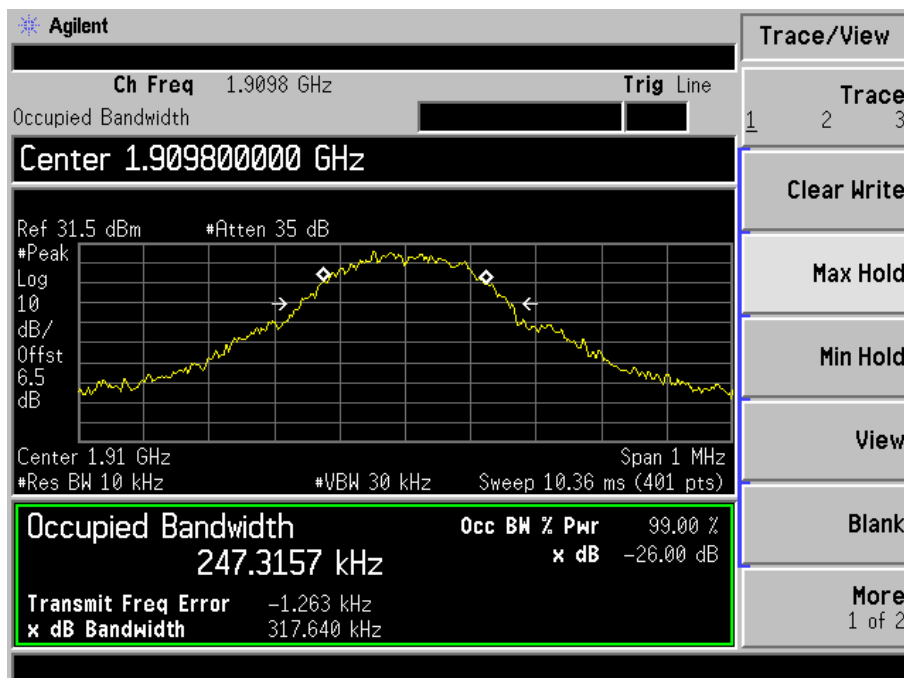 Agilent
Ch Freq 1.9098 GHz Trig Line
Occupied Bandwidth
Center 1.909800000 GHz
Ref 31.5 dBm #Atten 35 dB
#Peak
Log
10
dB/
Offst
6.5
dB
Center 1.91 GHz Span 1 MHz
#Res BW 10 kHz #VBW 30 kHz Sweep 10.36 ms (401 pts)
Occupied Bandwidth Occ BW % Pwr 99.00 %
247.3157 kHz x dB -26.00 dB
Transmit Freq Error -1.263 kHz
x dB Bandwidth 317.640 kHz
Trace/View
Trace
1 2 3
Clear Write
Max Hold
Min Hold
View
Blank
More
1 of 2